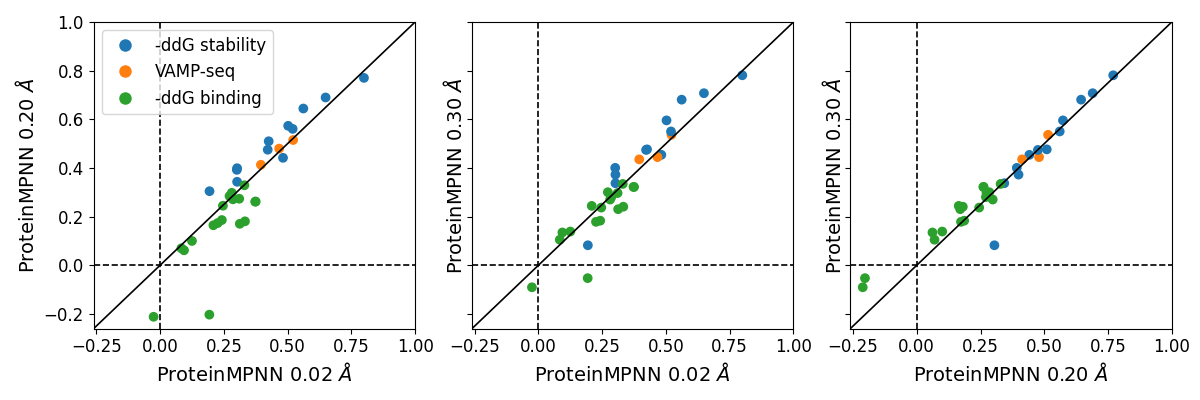 1.0
0.8
0.6
0.4
0.2
0.0
−0.2
ProteinMPNN 0.20 Å
-ddG stability
VAMP-seq
-ddG binding
−0.25 0.00 0.25 0.50 0.75 1.00
ProteinMPNN 0.02 Å
ProteinMPNN 0.30 Å
−0.25 0.00 0.25 0.50 0.75 1.00
ProteinMPNN 0.02 Å
ProteinMPNN 0.30 Å
−0.25 0.00 0.25 0.50 0.75 1.00
ProteinMPNN 0.20 Å